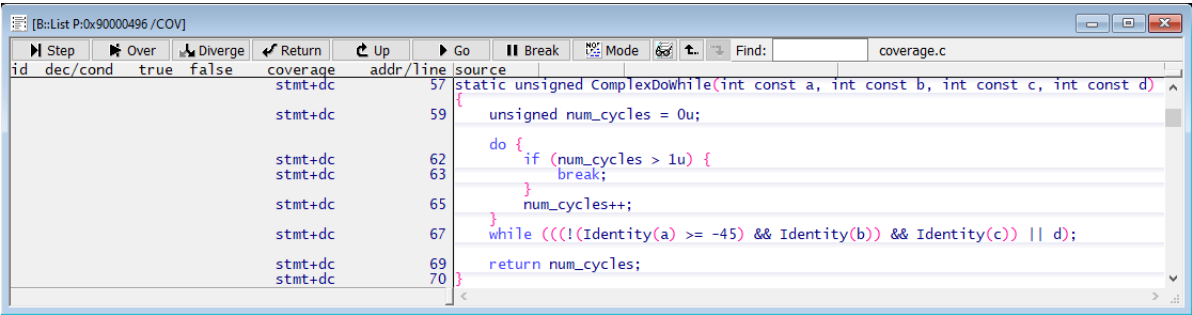 [B::List P:0x90000496 /COV]
Step Over Diverge Return Up Go Break Mode Find: coverage.c
id dec/cond true false coverage addr/line source
stmt+dc 57 static unsigned ComplexDoWhile(int const a, int const b, int const c, int const d)
{
stmt+dc 59 unsigned num_cycles = 0u;
do {
stmt+dc 62 if (num_cycles > 1u) {
stmt+dc 63 break;
}
stmt+dc 65 num_cycles++;
}
stmt+dc 67 while (((!(Identity(a) >= -45) && Identity(b)) && Identity(c)) || d);
stmt+dc 69 return num_cycles;
stmt+dc 70 }